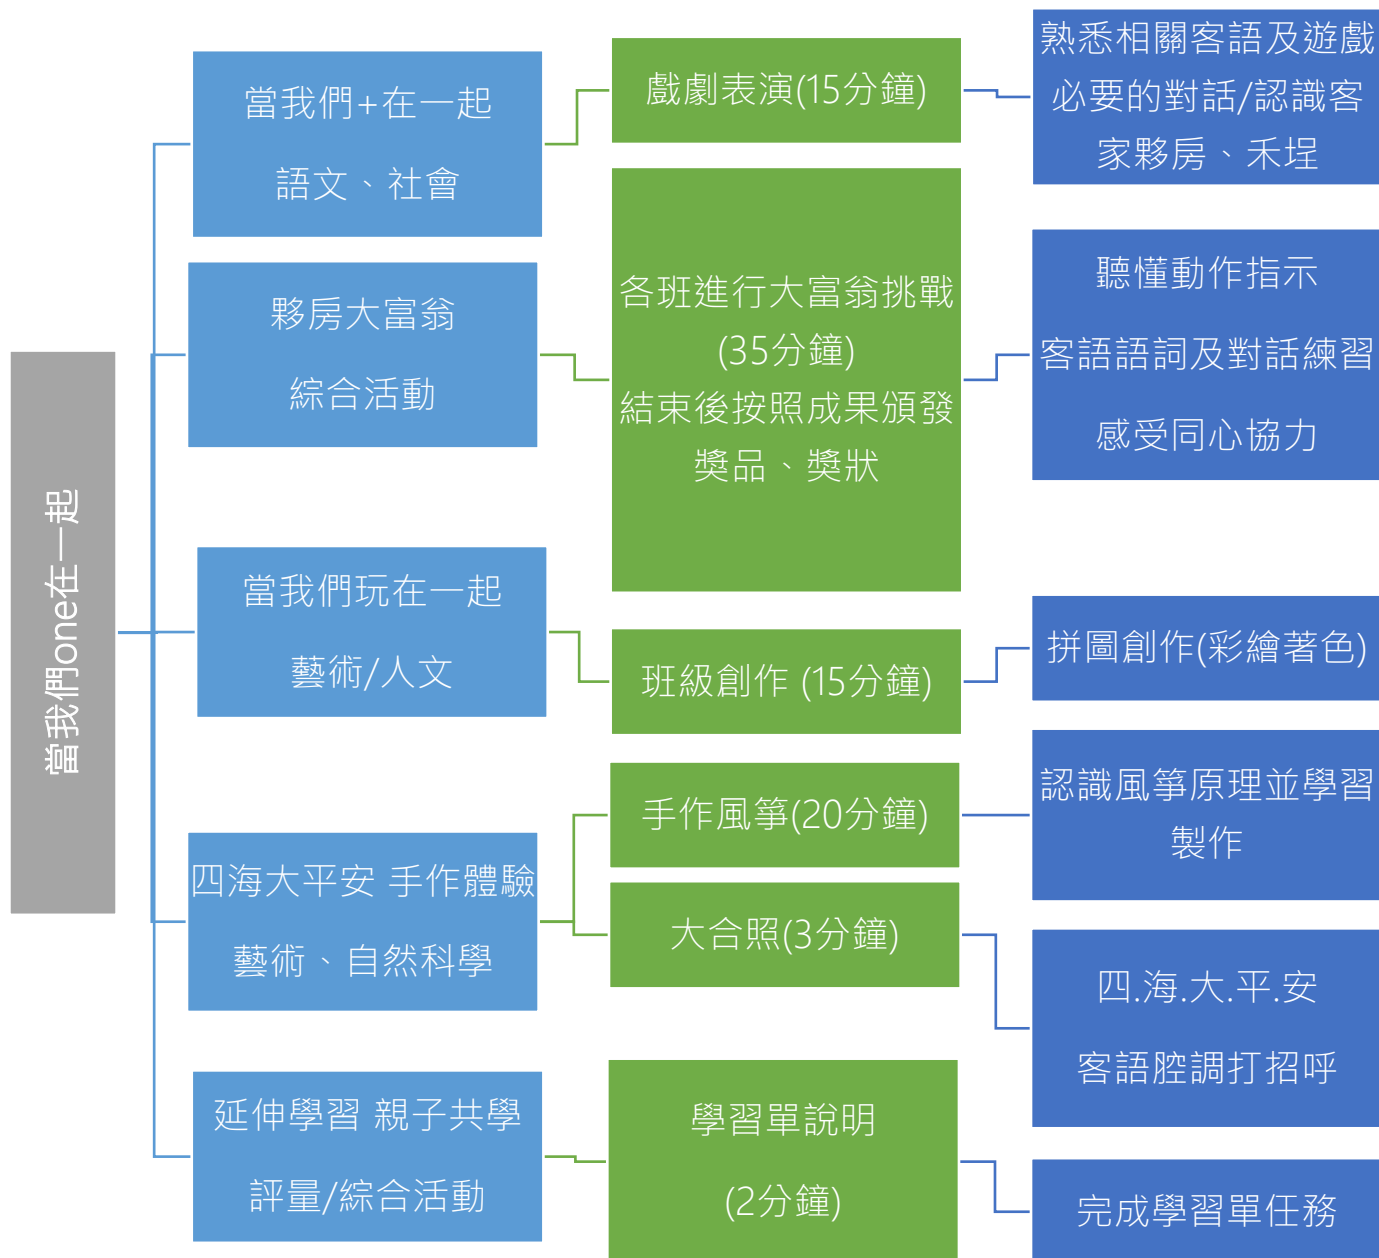 當我們one在一起
當我們+在一起
語文、社會
戲劇表演(15分鐘)
熟悉相關客語及遊戲
必要的對話/認識客
家夥房、禾埕
夥房大富翁
綜合活動
各班進行大富翁挑戰
(35分鐘)
結束後按照成果頒發
獎品、獎狀
聽懂動作指示
客語語詞及對話練習
感受同心協力
當我們玩在一起
藝術/人文
班級創作 (15分鐘)
拼圖創作(彩繪著色)
四海大平安 手作體驗
藝術、自然科學
手作風箏(20分鐘)
認識風箏原理並學習
製作
大合照(3分鐘)
四.海.大.平.安
客語腔調打招呼
延伸學習 親子共學
評量/綜合活動
學習單說明
(2分鐘)
完成學習單任務